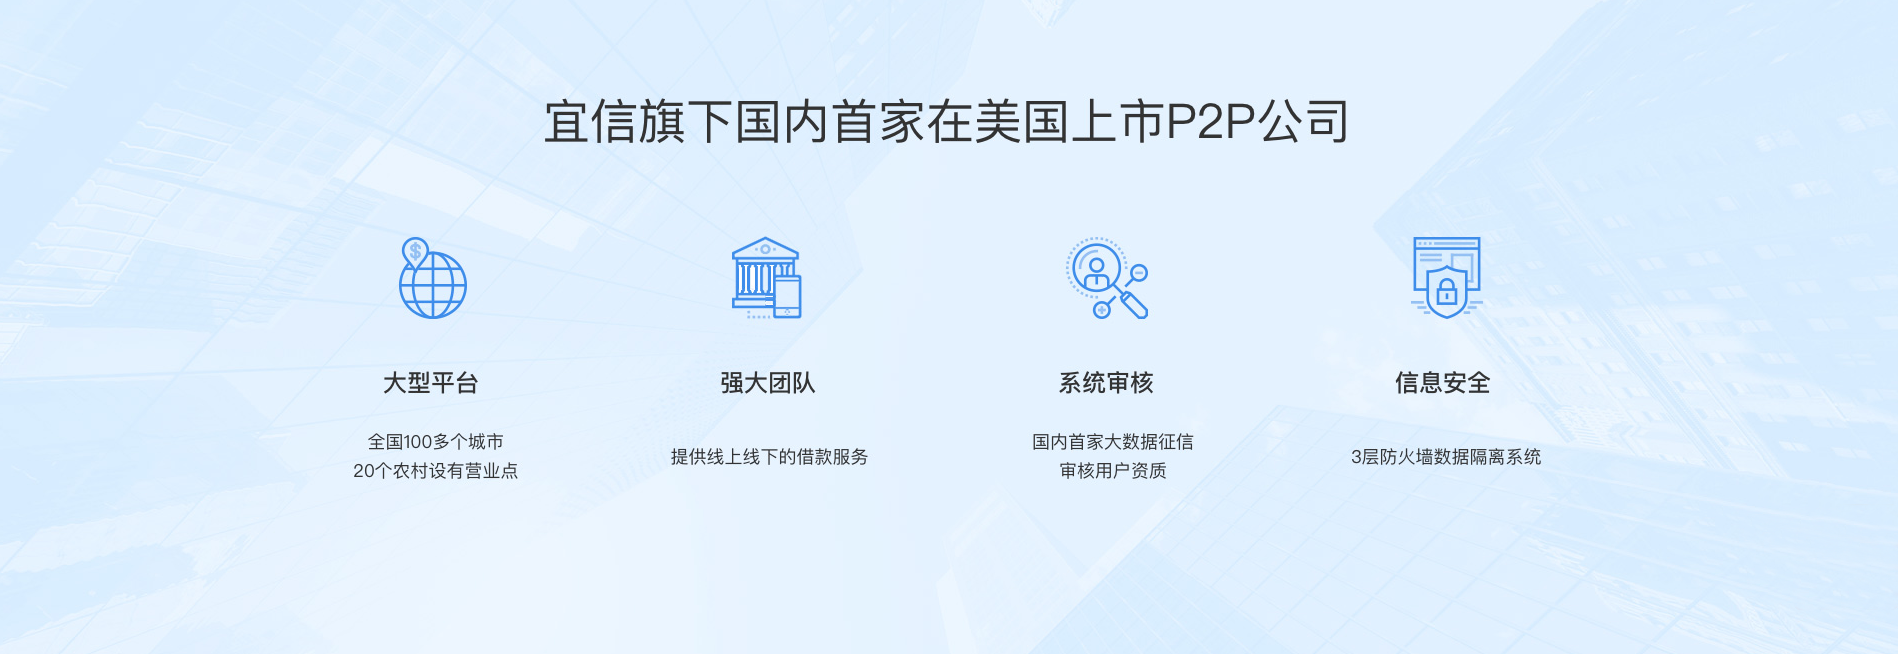 宜信旗下国内首家在美国上市P2P公司
大型平台
全国100多个城市
20个农村设有营业点
强大团队
提供线上线下的借款服务
系统审核
国内首家大数据征信
审核用户资质
信息安全
3层防火墙数据隔离系统